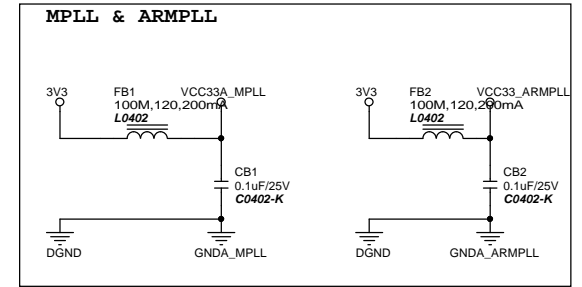 MPLL & ARMPLL
3V3
FB1
VCC33A_MPLL
100M,120,200mA
L0402
CB1
0.1uF/25V
C0402-K
DGND
GNDA_MPLL
3V3
FB2
VCC33_ARMPLL
100M,120,200mA
L0402
CB2
0.1uF/25V
C0402-K
DGND
GNDA_ARMPLL